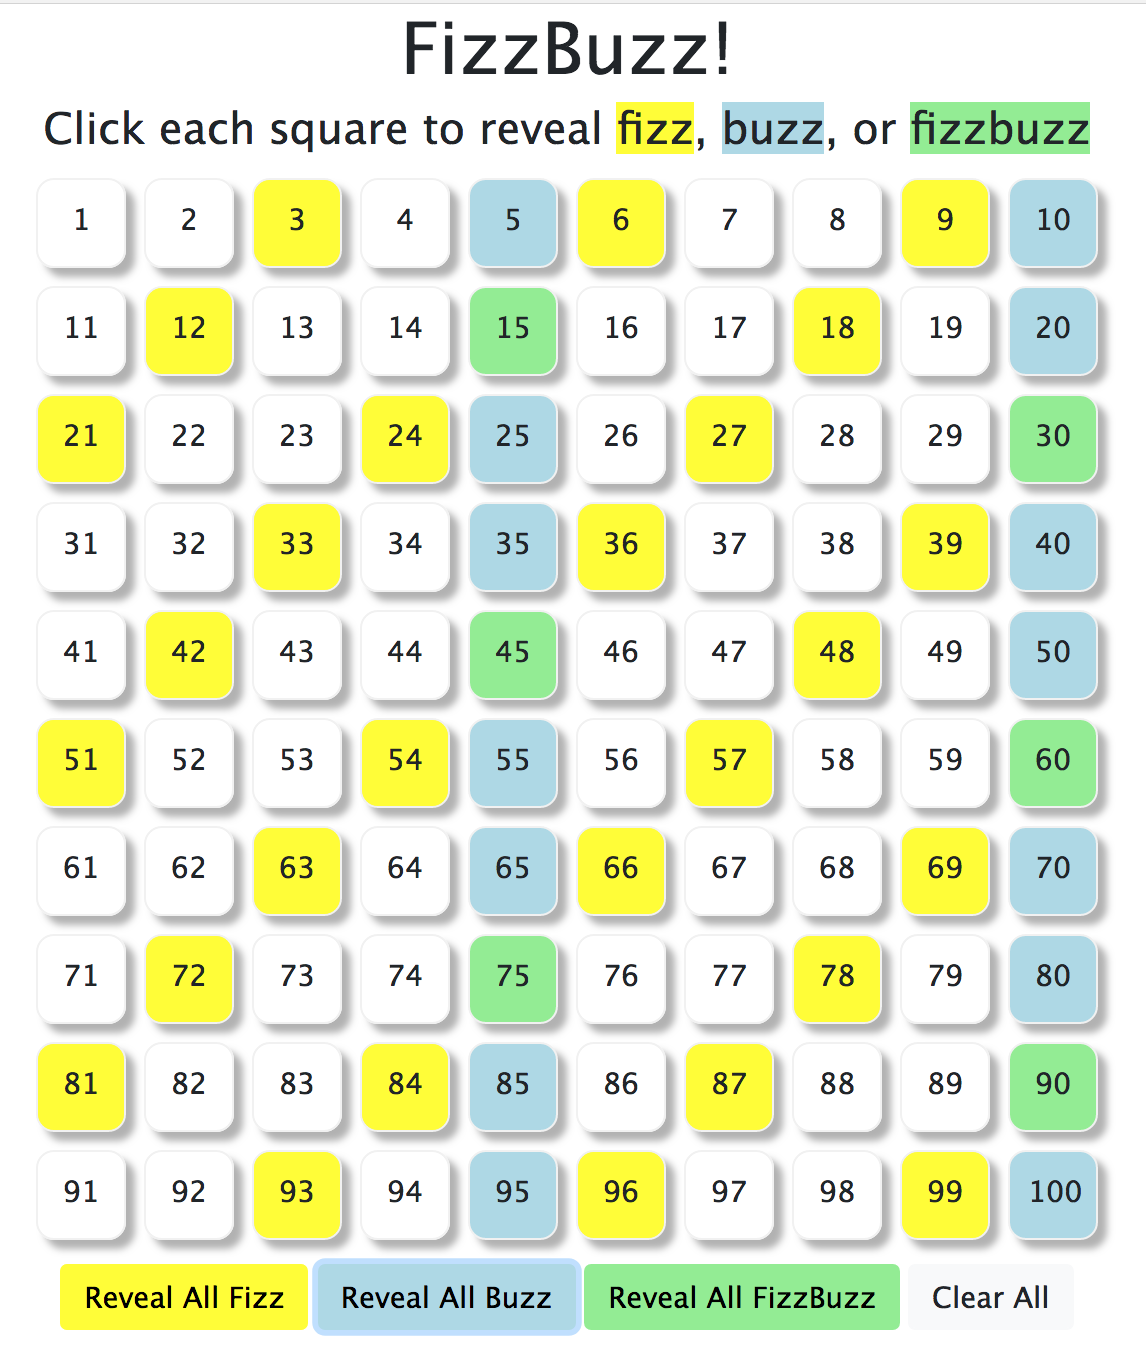 FizzBuzz!
Click each square to reveal fizz, buzz, or fizzbuzz
1 2 3 4 5 6 7 8 9 10
11 12 13 14 15 16 17 18 19 20
21 22 23 24 25 26 27 28 29 30
31 32 33 34 35 36 37 38 39 40
41 42 43 44 45 46 47 48 49 50
51 52 53 54 55 56 57 58 59 60
61 62 63 64 65 66 67 68 69 70
71 72 73 74 75 76 77 78 79 80
81 82 83 84 85 86 87 88 89 90
91 92 93 94 95 96 97 98 99 100
Reveal All Fizz Reveal All Buzz Reveal All FizzBuzz Clear All